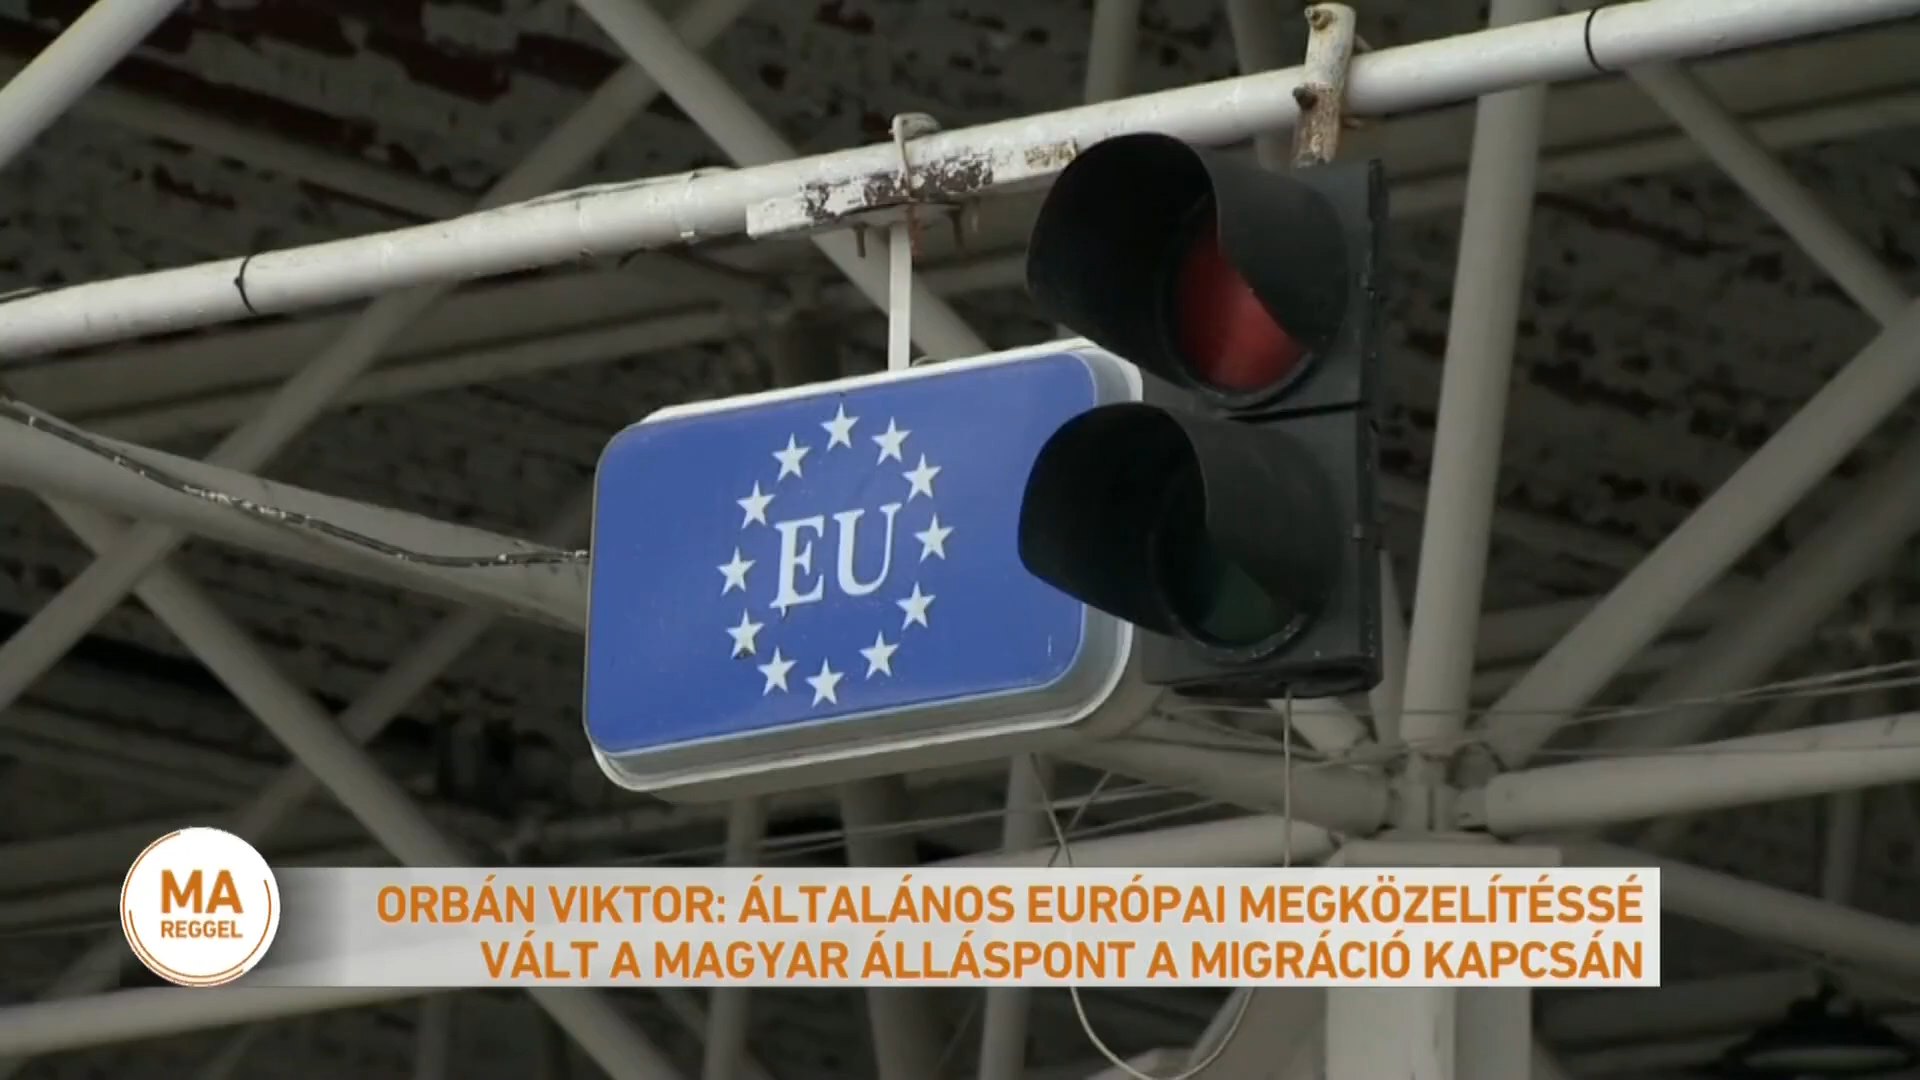 EU
MA
REGGEL
ORBÁN VIKTOR: ÁLTALÁNOS EURÓPAI MEGKÖZELÍTÉSSÉ
VÁLT A MAGYAR ÁLLÁSPONT A MIGRÁCIÓ KAPCSÁN